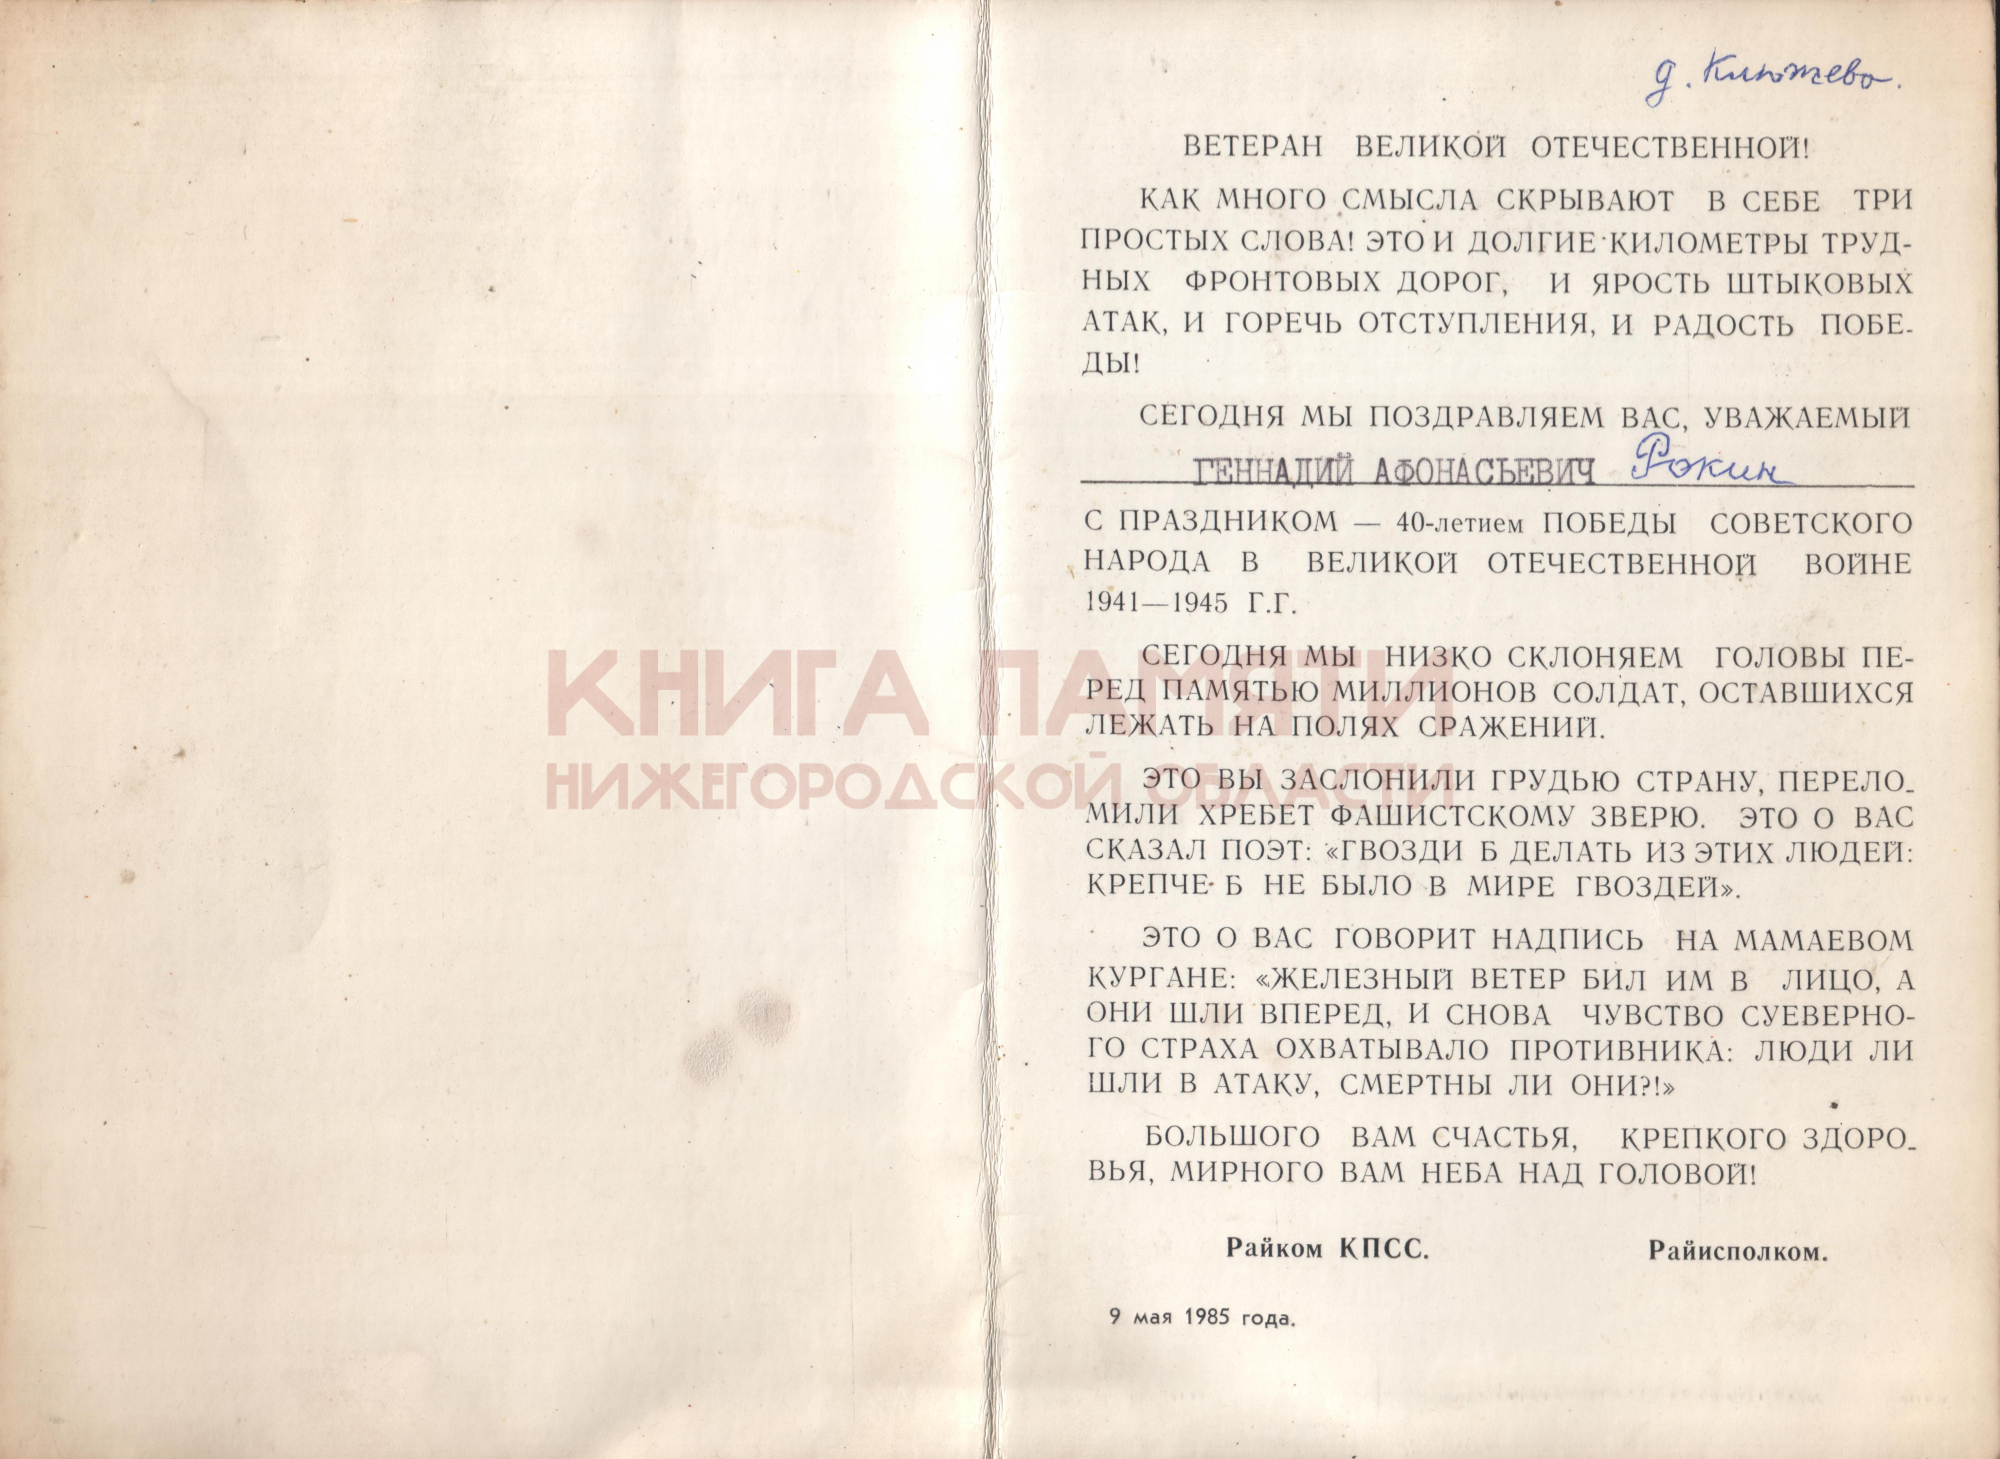 д. Клюжево.
ВЕТЕРАН ВЕЛИКОЙ ОТЕЧЕСТВЕННОЙ!
КАК МНОГО СМЫСЛА СКРЫВАЮТ В СЕБЕ ТРИ
ПРОСТЫХ СЛОВА! ЭТО И ДОЛГИЕ КИЛОМЕТРЫ ТРУД-
НЫХ ФРОНТОВЫХ ДОРОГ, И ЯРОСТЬ ШТЫКОВЫХ
АТАК, И ГОРЕЧЬ ОТСТУПЛЕНИЯ, И РАДОСТЬ ПОБЕ-
ДЫ!
СЕГОДНЯ МЫ ПОЗДРАВЛЯЕМ ВАС, УВАЖАЕМЫЙ
ГЕННАДИЙ АФОНАСЬЕВИЧ Рокин
С ПРАЗДНИКОМ — 40-летием ПОБЕДЫ СОВЕТСКОГО
НАРОДА В ВЕЛИКОЙ ОТЕЧЕСТВЕННОЙ ВОЙНЕ
1941—1945 Г.Г.
СЕГОДНЯ МЫ НИЗКО СКЛОНЯЕМ ГОЛОВЫ ПЕ-
РЕД ПАМЯТЬЮ МИЛЛИОНОВ СОЛДАТ, ОСТАВШИХСЯ
ЛЕЖАТЬ НА ПОЛЯХ СРАЖЕНИЙ.
ЭТО ВЫ ЗАСЛОНИЛИ ГРУДЬЮ СТРАНУ, ПЕРЕЛО-
МИЛИ ХРЕБЕТ ФАШИСТСКОМУ ЗВЕРЮ. ЭТО О ВАС
СКАЗАЛ ПОЭТ: «ГВОЗДИ Б ДЕЛАТЬ ИЗ ЭТИХ ЛЮДЕЙ:
КРЕПЧЕ Б НЕ БЫЛО В МИРЕ ГВОЗДЕЙ».
ЭТО О ВАС ГОВОРИТ НАДПИСЬ НА МАМАЕВОМ
КУРГАНЕ: «ЖЕЛЕЗНЫЙ ВЕТЕР БИЛ ИМ В ЛИЦО, А
ОНИ ШЛИ ВПЕРЕД, И СНОВА ЧУВСТВО СУЕВЕРНО-
ГО СТРАХА ОХВАТЫВАЛО ПРОТИВНИКА: ЛЮДИ ЛИ
ШЛИ В АТАКУ, СМЕРТНЫ ЛИ ОНИ?!»
БОЛЬШОГО ВАМ СЧАСТЬЯ, КРЕПКОГО ЗДОРО-
ВЬЯ, МИРНОГО ВАМ НЕБА НАД ГОЛОВОЙ!
Райком КПСС. Райисполком.
9 мая 1985 года.
КНИГА ПАМЯТИ
НИЖЕГОРОДСКОЙ ОБЛАСТИ